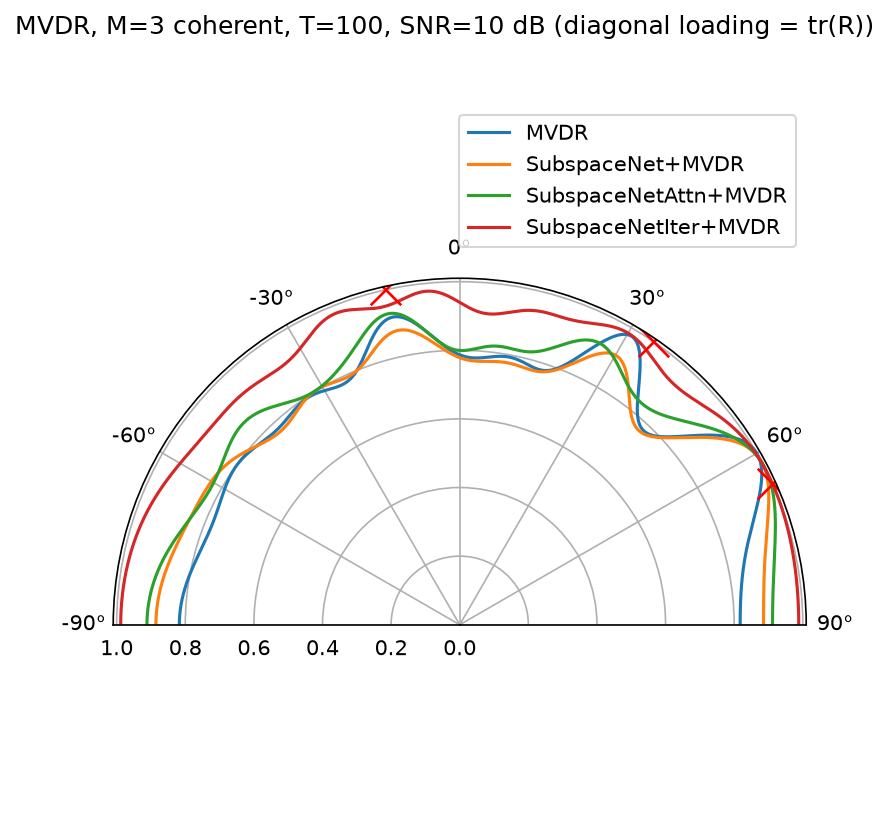 MVDR, M=3 coherent, T=100, SNR=10 dB (diagonal loading = tr(R))
MVDR
SubspaceNet+MVDR
SubspaceNetAttn+MVDR
SubspaceNetIter+MVDR
0°
-30°
30°
-60°
60°
-90°
90°
1.0 0.8 0.6 0.4 0.2 0.0